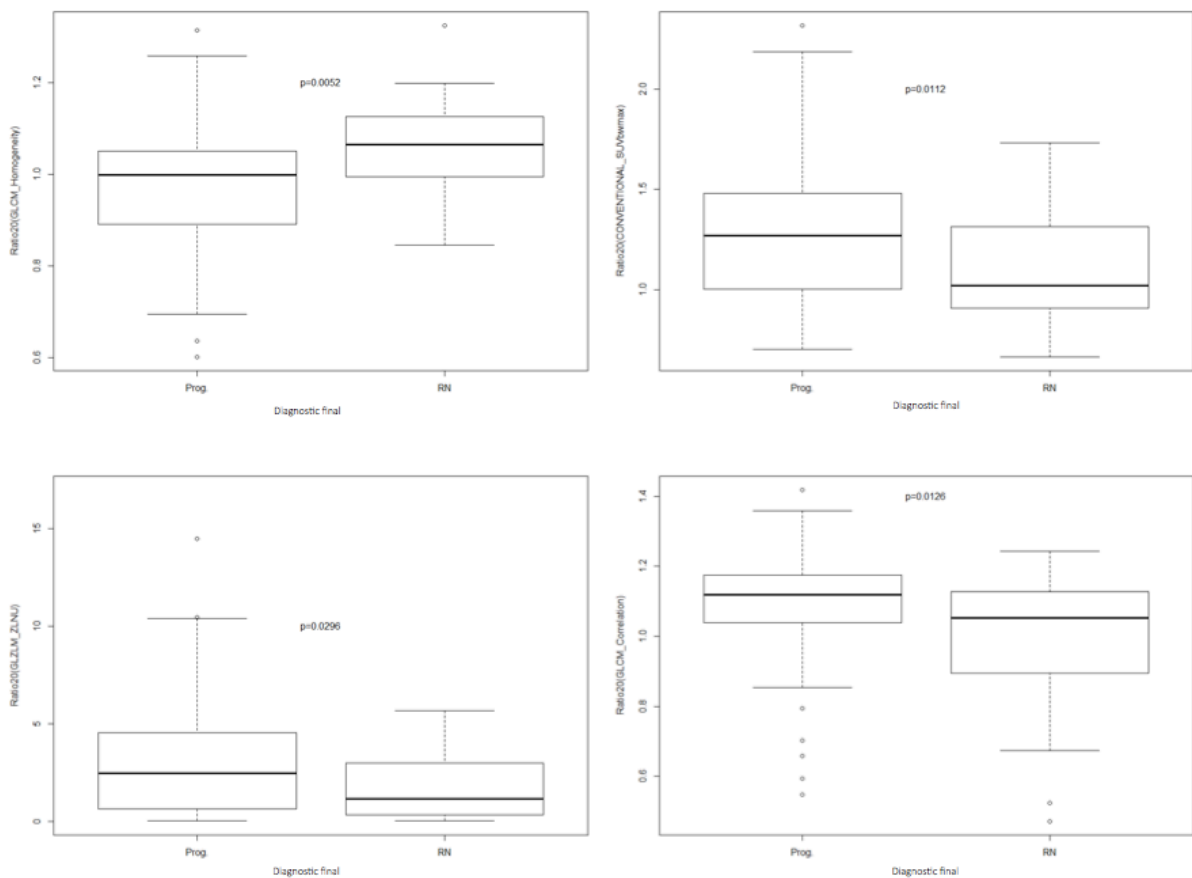 Ratio20(GLCM_Homogeneity)
1.2
1.0
0.8
0.6
p=0.0052
Prog.
RN
Diagnostic final
Ratio20(CONVENTIONAL_SUVbwmax)
2.0
1.5
1.0
p=0.0112
Prog.
RN
Diagnostic final
Ratio20(GLZLM_ZLNU)
15
10
5
0
p=0.0296
Prog.
RN
Diagnostic final
Ratio20(GLCM_Correlation)
1.4
1.2
1.0
0.8
0.6
p=0.0126
Prog.
RN
Diagnostic final